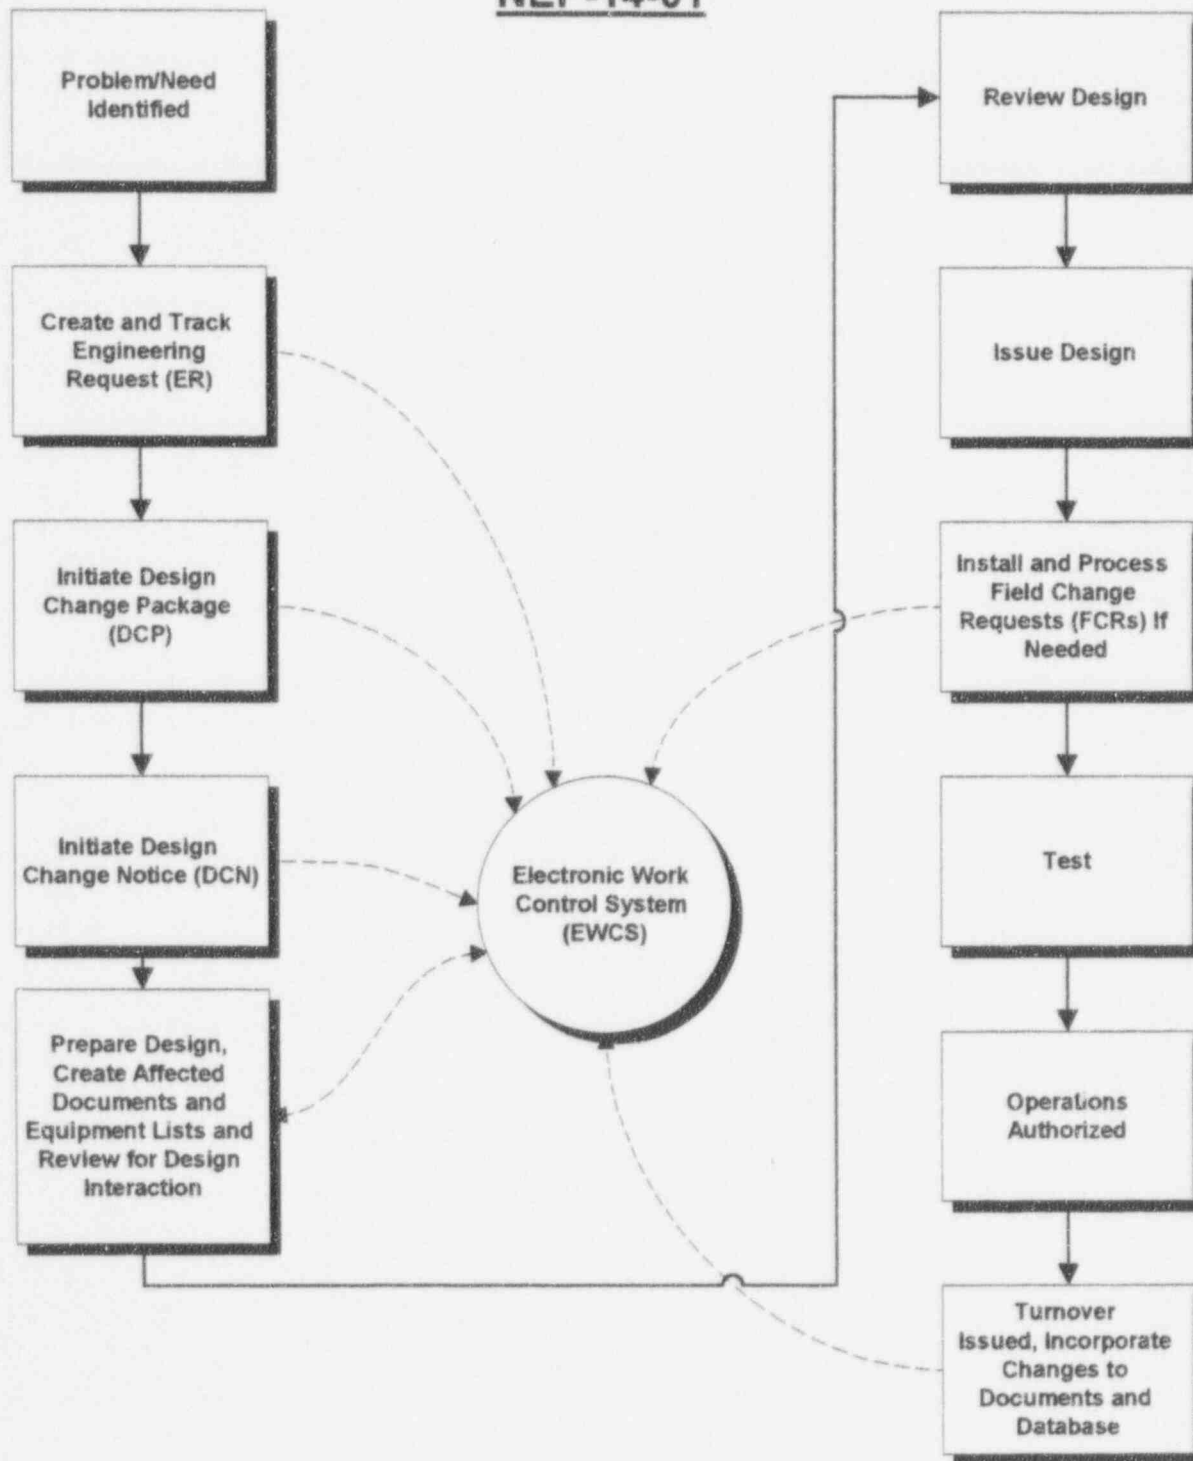 Problem/Need
Identified
Create and Track
Engineering
Request (ER)
Initiate Design
Change Package
(DCP)
Initiate Design
Change Notice (DCN)
Prepare Design,
Create Affected
Documents and
Equipment Lists and
Review for Design
Interaction
Electronic Work
Control System
(EWCS)
Review Design
Issue Design
Install and Process
Field Change
Requests (FCRs) If
Needed
Test
Operations
Authorized
Turnover
Issued, Incorporate
Changes to
Documents and
Database